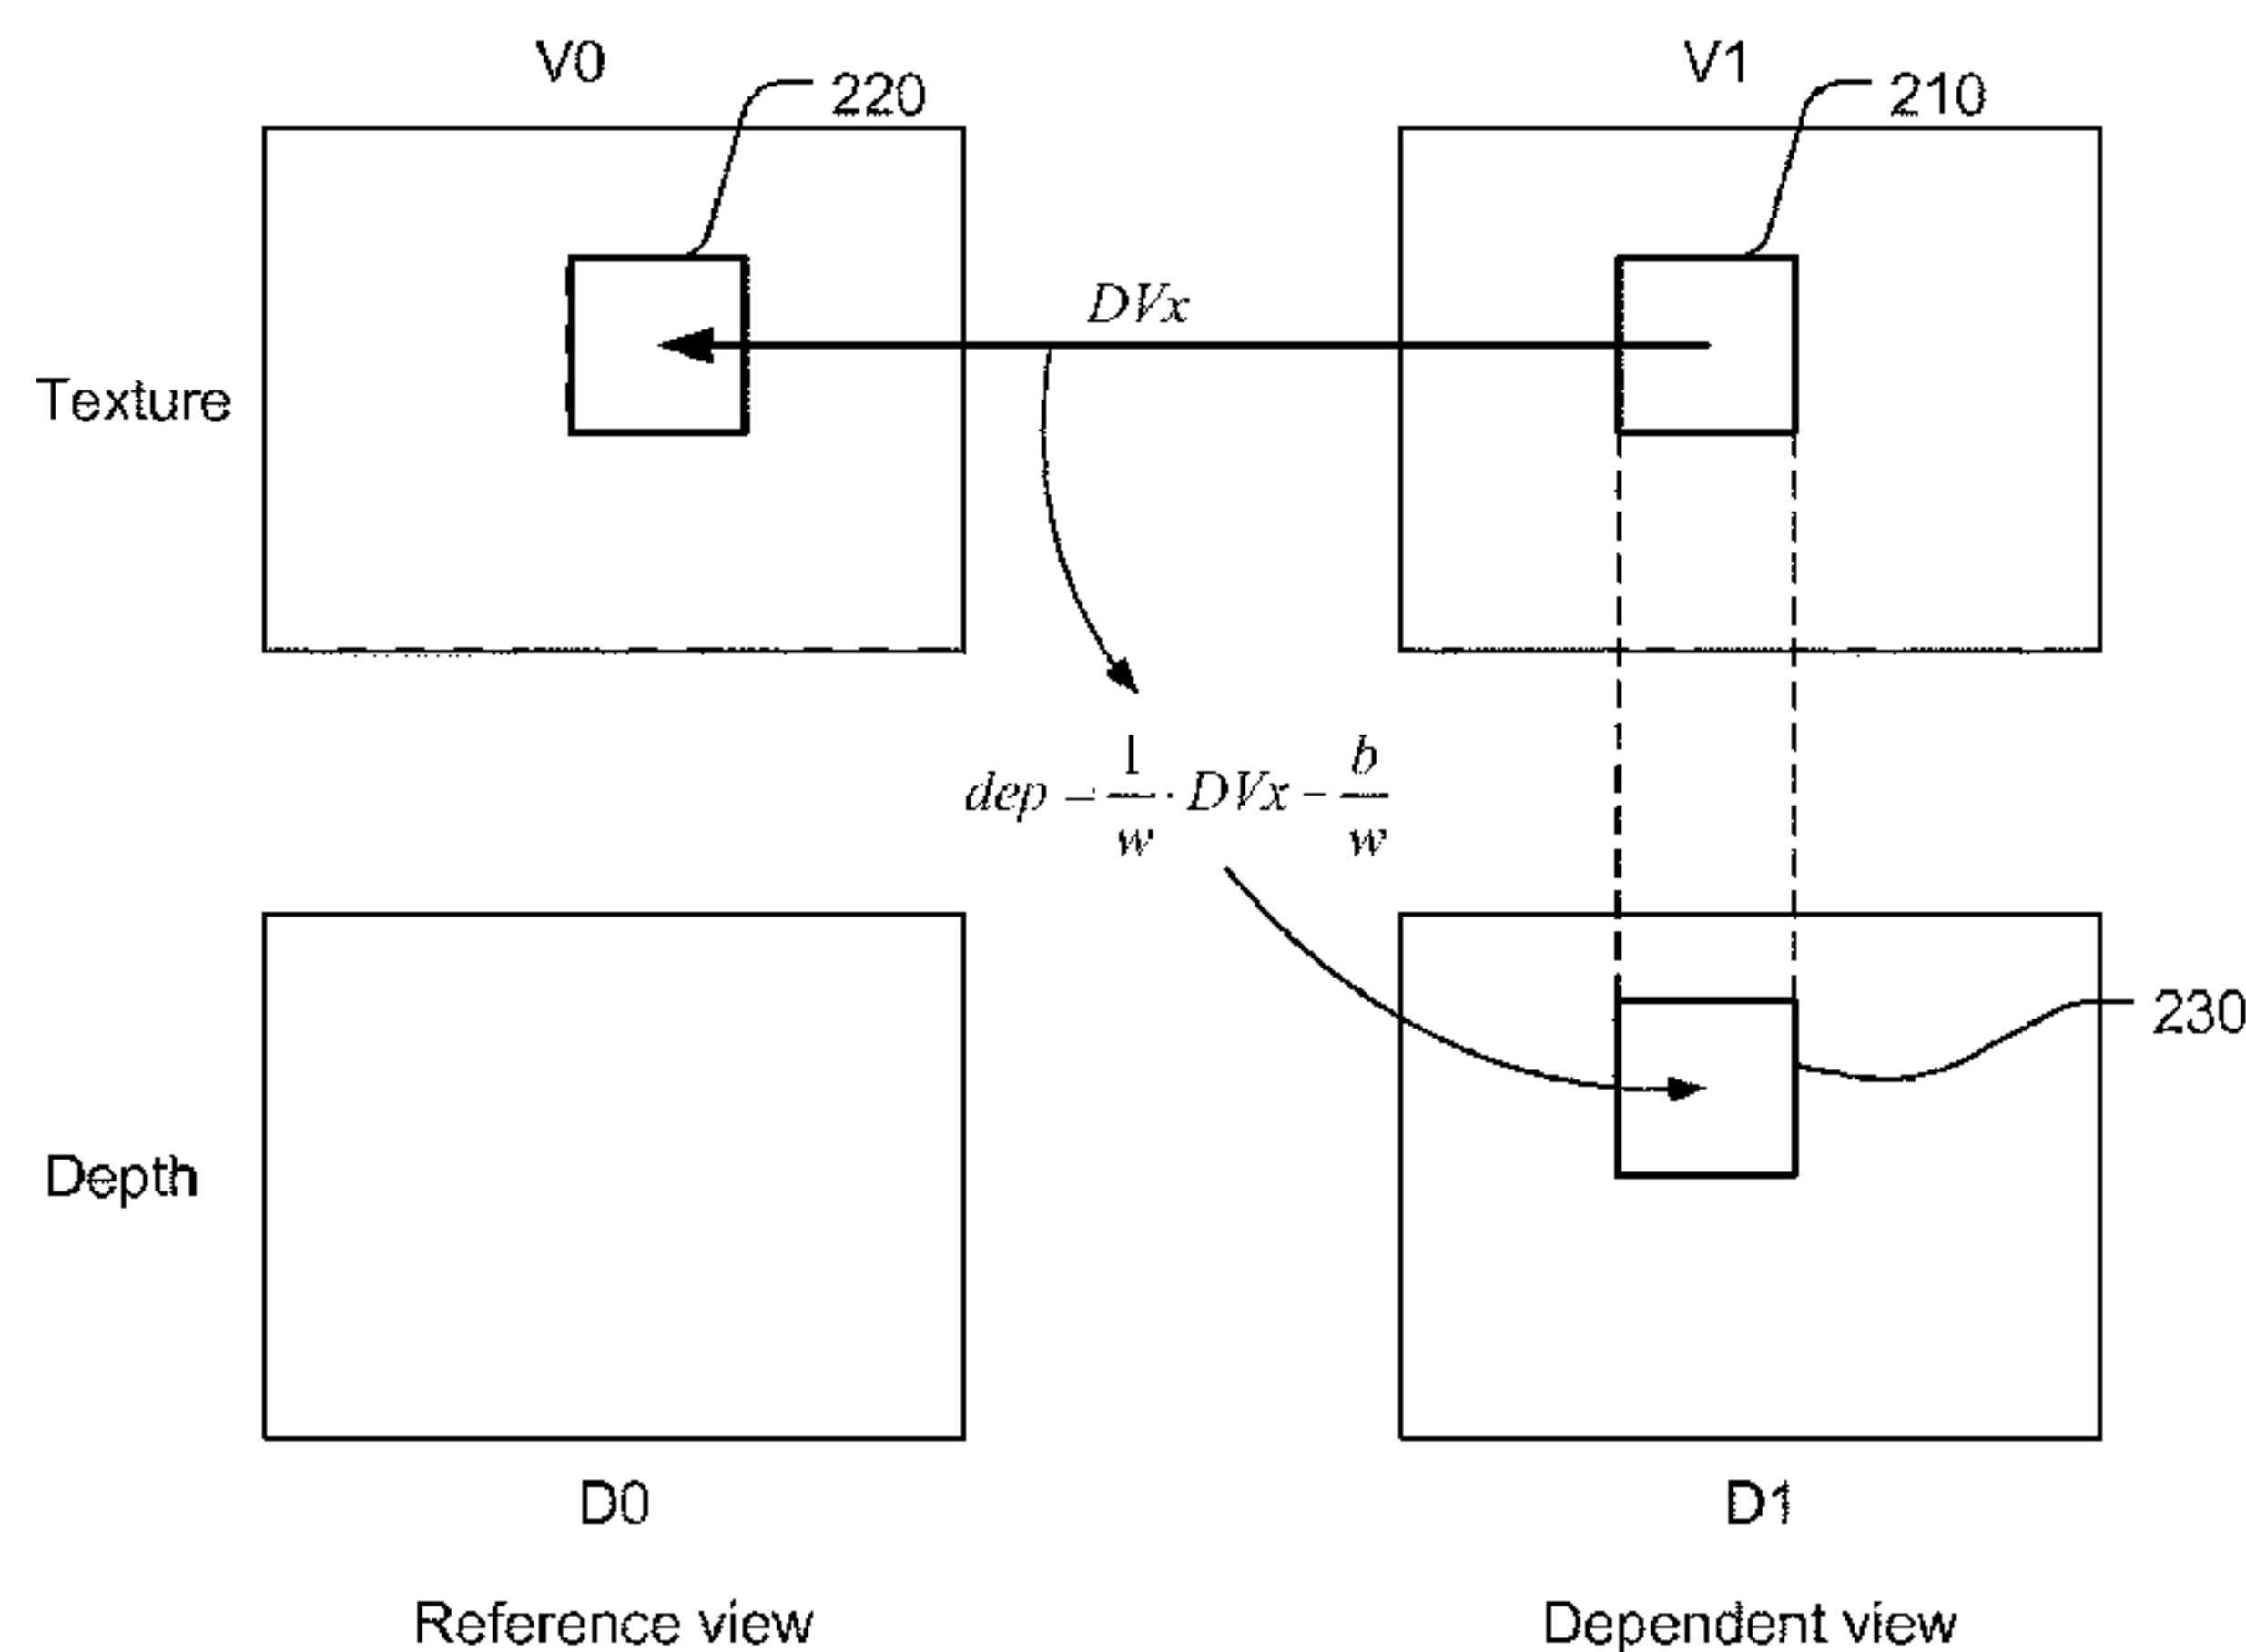 V0
V1
220
210
DVx
Texture
dep = 1/w · DVx - b/w
230
Depth
D0
D1
Reference view
Dependent view